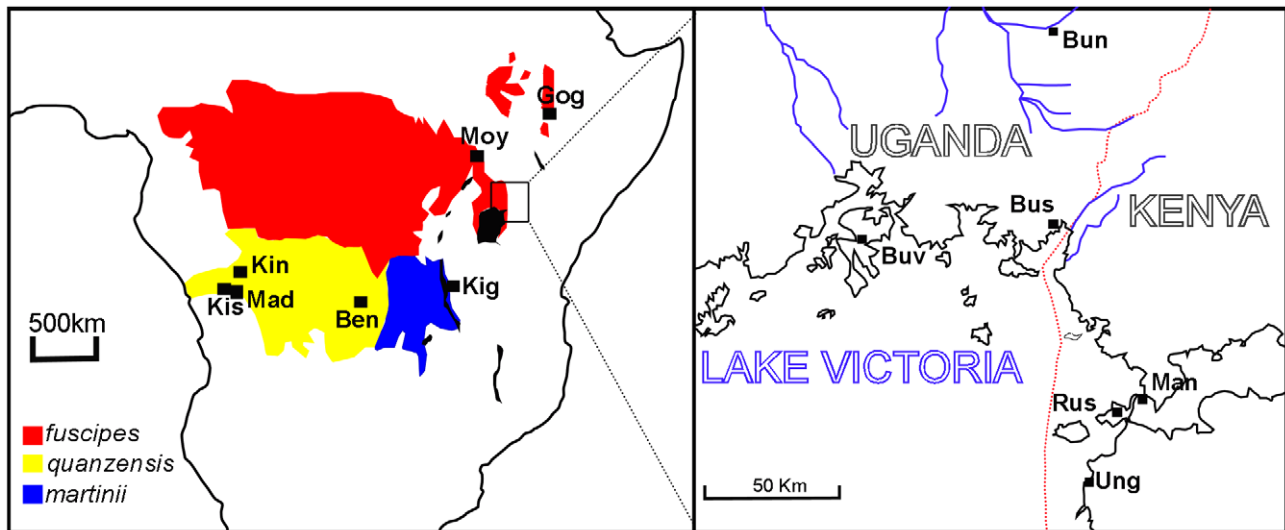 Gog
Moy
Kin
Kis
Mad
Ben
Kig
500km
fuscipes
quanzensis
martinii
Bun
UGANDA
KENYA
Bus
Buv
LAKE VICTORIA
Man
Rus
Ung
50 Km